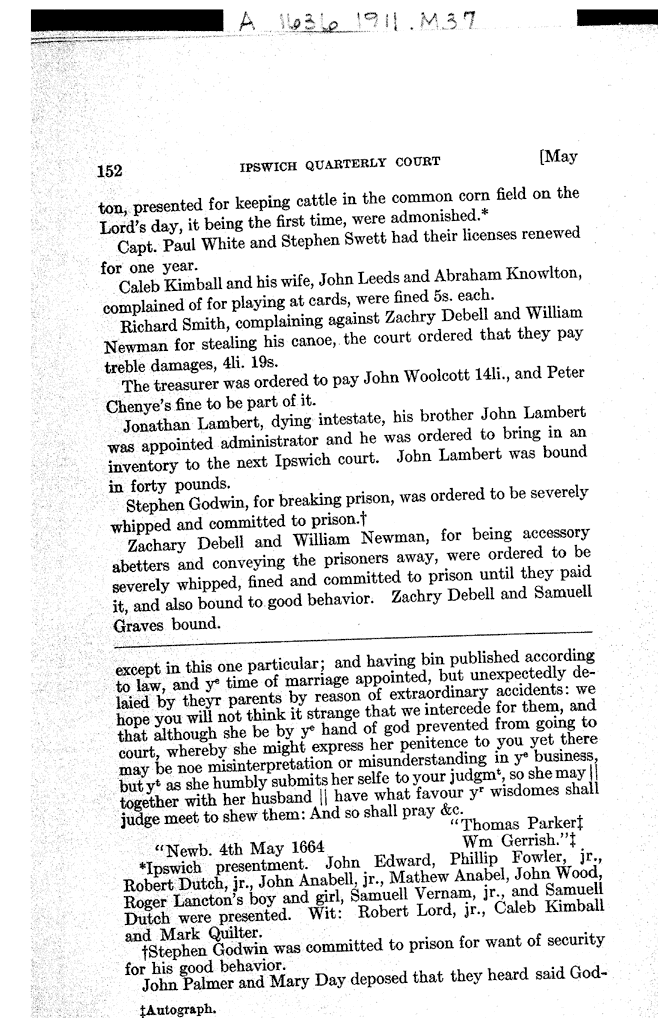 A 1636 1911.M37
152 IPSWICH QUARTERLY COURT [May
ton, presented for keeping cattle in the common corn field on the
Lord's day, it being the first time, were admonished.*
Capt. Paul White and Stephen Swett had their licenses renewed
for one year.
Caleb Kimball and his wife, John Leeds and Abraham Knowlton,
complained of for playing at cards, were fined 5s. each.
Richard Smith, complaining against Zachry Debell and William
Newman for stealing his canoe, the court ordered that they pay
treble damages, 4li. 19s.
The treasurer was ordered to pay John Woolcott 14li., and Peter
Chenye's fine to be part of it.
Jonathan Lambert, dying intestate, his brother John Lambert
was appointed administrator and he was ordered to bring in an
inventory to the next Ipswich court. John Lambert was bound
in forty pounds.
Stephen Godwin, for breaking prison, was ordered to be severely
whipped and committed to prison.†
Zachary Debell and William Newman, for being accessory
abetters and conveying the prisoners away, were ordered to be
severely whipped, fined and committed to prison until they paid
it, and also bound to good behavior. Zachry Debell and Samuell
Graves bound.
except in this one particular; and having bin published according
to law, and yᵉ time of marriage appointed, but unexpectedly de-
laied by theyr parents by reason of extraordinary accidents: we
hope you will not think it strange that we intercede for them, and
that although she be by yᵉ hand of god prevented from going to
court, whereby she might express her penitence to you yet there
may be noe misinterpretation or misunderstanding in yᵉ business,
but yᵗ as she humbly submits her selfe to your judgmᵗ, so she may ||
together with her husband || have what favour yʳ wisdomes shall
judge meet to shew them: And so shall pray &c.
"Thomas Parker‡
"Newb. 4th May 1664 Wm Gerrish."‡
*Ipswich presentment. John Edward, Phillip Fowler, jr.,
Robert Dutch, jr., John Anabell, jr., Mathew Anabel, John Wood,
Roger Lancton's boy and girl, Samuell Vernam, jr., and Samuell
Dutch were presented. Wit: Robert Lord, jr., Caleb Kimball
and Mark Quilter.
†Stephen Godwin was committed to prison for want of security
for his good behavior.
John Palmer and Mary Day deposed that they heard said God-
‡Autograph.